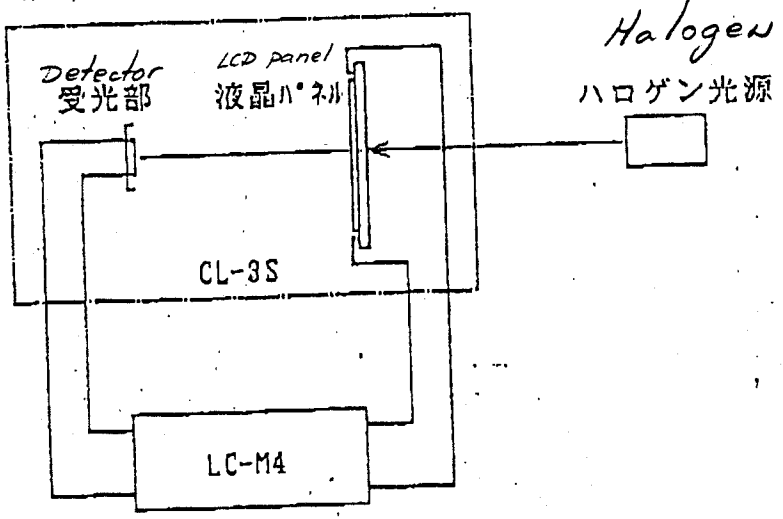 Halogen
Detector
LCD panel
受光部
液晶パネル
ハロゲン光源
CL-3S
LC-M4